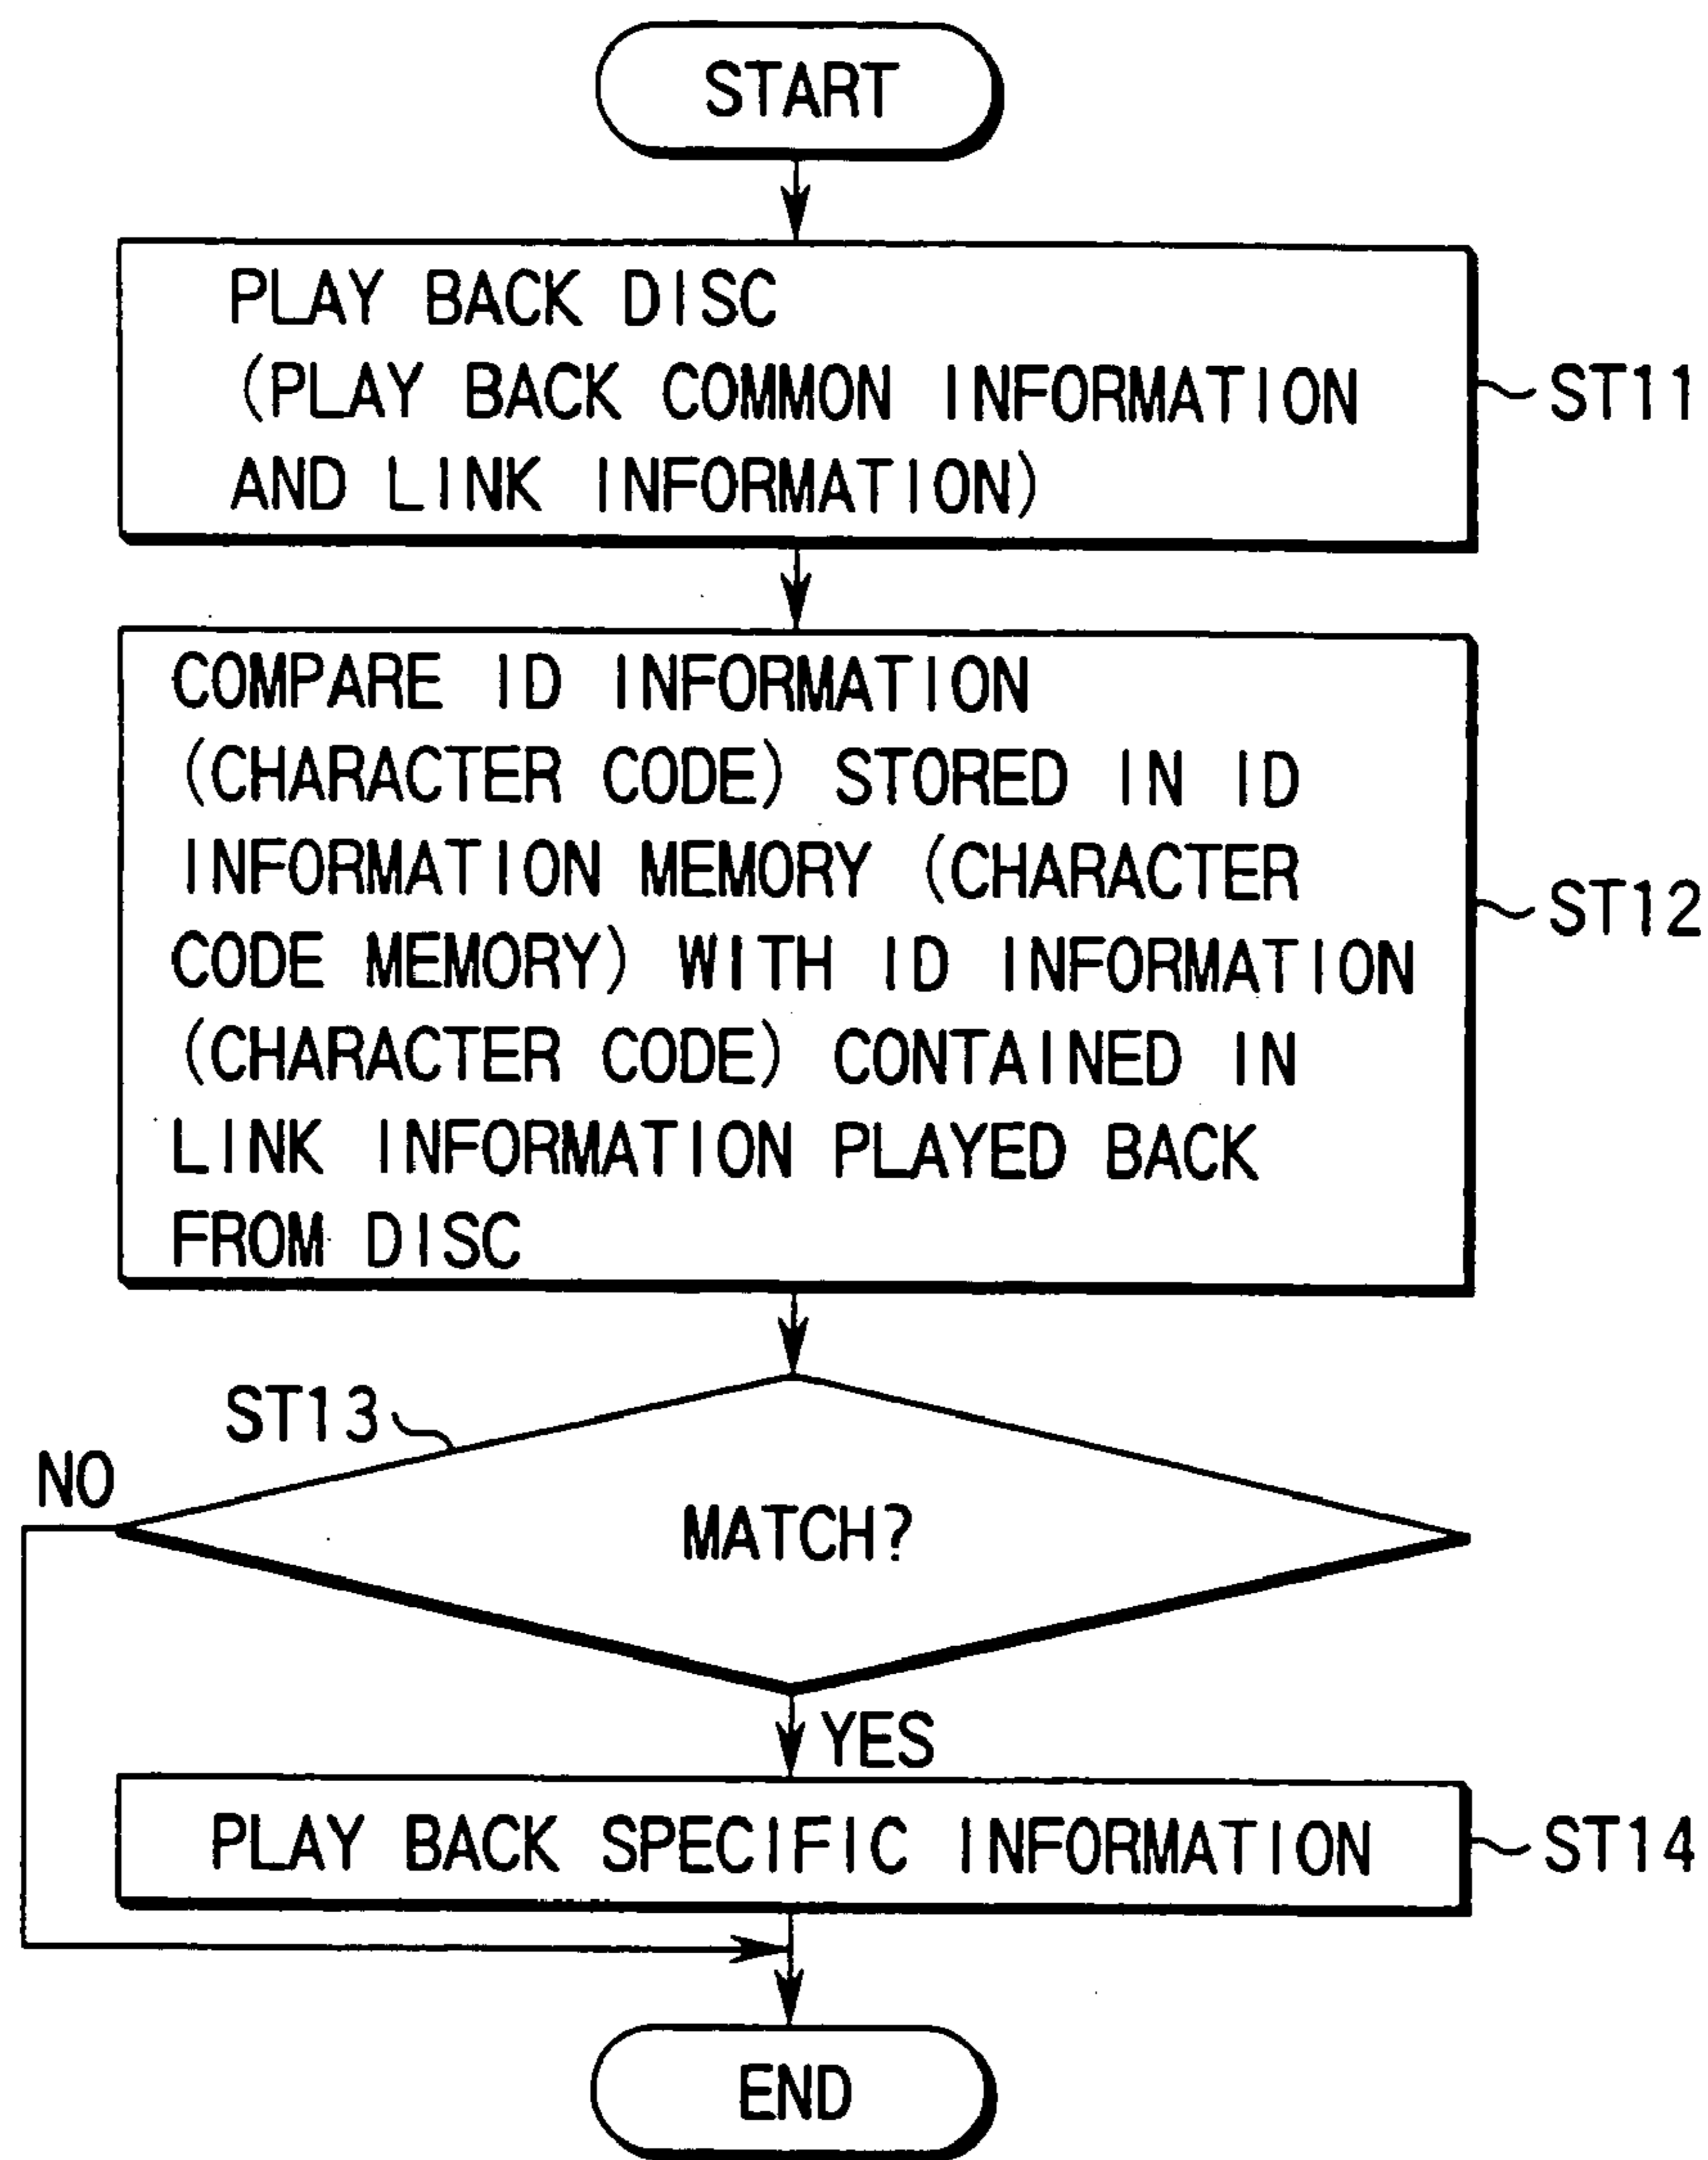 START
PLAY BACK DISC
(PLAY BACK COMMON INFORMATION
AND LINK INFORMATION)
ST11
COMPARE ID INFORMATION
(CHARACTER CODE) STORED IN ID
INFORMATION MEMORY (CHARACTER
CODE MEMORY) WITH ID INFORMATION
(CHARACTER CODE) CONTAINED IN
LINK INFORMATION PLAYED BACK
FROM DISC
ST12
ST13
NO
MATCH?
YES
PLAY BACK SPECIFIC INFORMATION
ST14
END